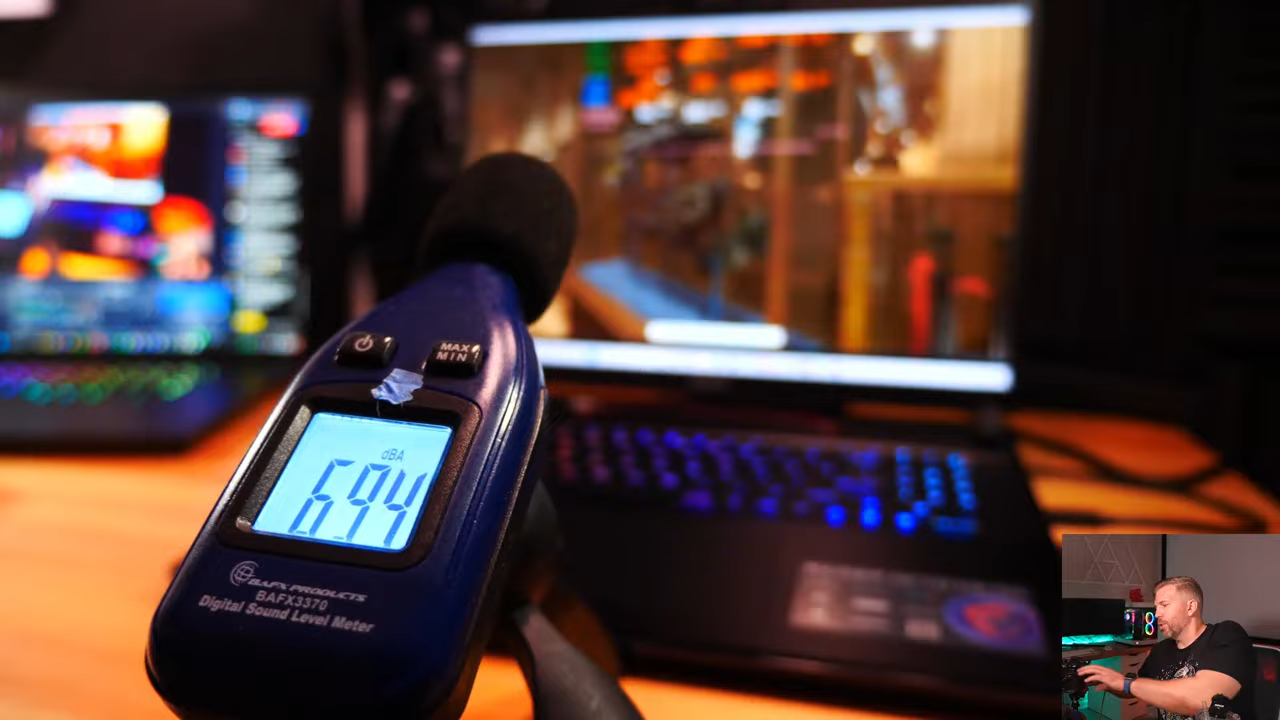 MAX
MIN
dBA
69.4
BAFX PRODUCTS
BAFX3370
Digital Sound Level Meter